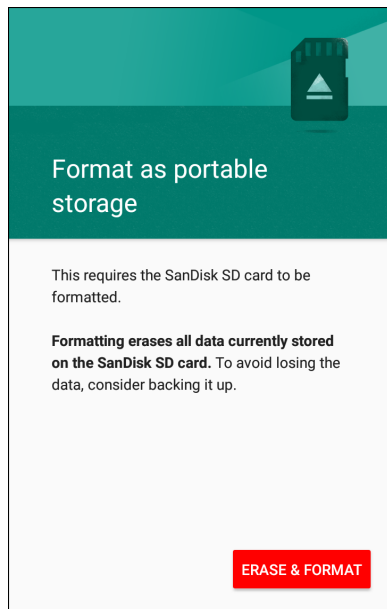 Format as portable
storage
This requires the SanDisk SD card to be
formatted.
Formatting erases all data currently stored
on the SanDisk SD card. To avoid losing the
data, consider backing it up.
ERASE & FORMAT